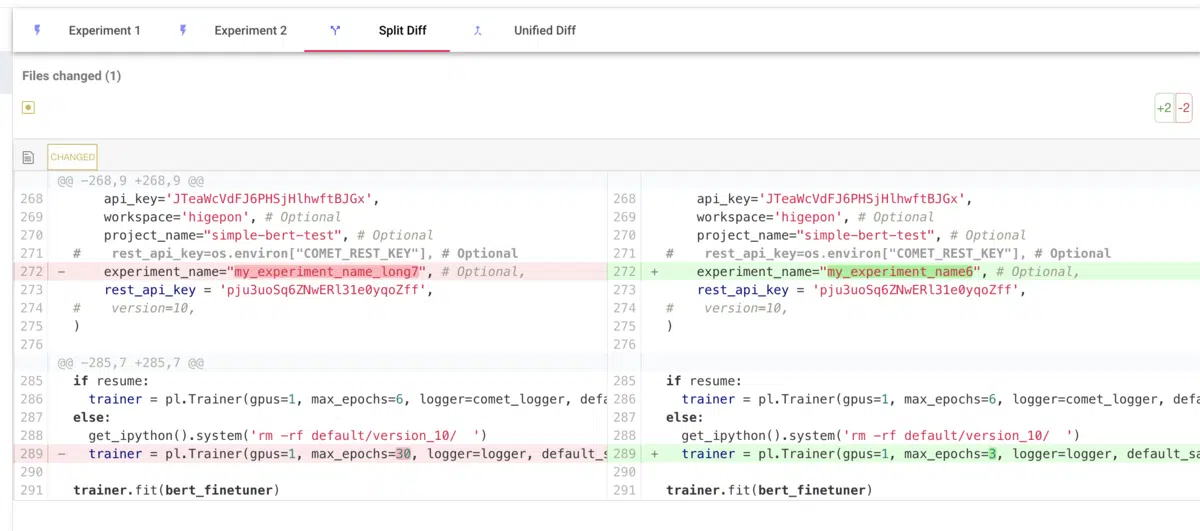 Experiment 1 Experiment 2 Split Diff Unified Diff
Files changed (1)
+2 -2
CHANGED
@@ -268,9 +268,9 @@
268 api_key='JTeaWcVdFJ6PHSjHlhwftBJGx',
269 workspace='higepon', # Optional
270 project_name="simple-bert-test", # Optional
271 # rest_api_key=os.environ["COMET_REST_KEY"], # Optional
272 - experiment_name="my_experiment_name_long7", # Optional,
273 rest_api_key = 'pju3uoSq6ZNwERl31e0yqoZff',
274 # version=10,
275 )
276
@@ -285,7 +285,7 @@
285 if resume:
286 trainer = pl.Trainer(gpus=1, max_epochs=6, logger=comet_logger, defa
287 else:
288 get_ipython().system('rm -rf default/version_10/ ')
289 - trainer = pl.Trainer(gpus=1, max_epochs=30, logger=logger, default_s
290
291 trainer.fit(bert_finetuner)
268 api_key='JTeaWcVdFJ6PHSjHlhwftBJGx',
269 workspace='higepon', # Optional
270 project_name="simple-bert-test", # Optional
271 # rest_api_key=os.environ["COMET_REST_KEY"], # Optional
272 + experiment_name="my_experiment_name6", # Optional,
273 rest_api_key = 'pju3uoSq6ZNwERl31e0yqoZff',
274 # version=10,
275 )
276
285 if resume:
286 trainer = pl.Trainer(gpus=1, max_epochs=6, logger=comet_logger, defa
287 else:
288 get_ipython().system('rm -rf default/version_10/ ')
289 + trainer = pl.Trainer(gpus=1, max_epochs=3, logger=logger, default_sa
290
291 trainer.fit(bert_finetuner)